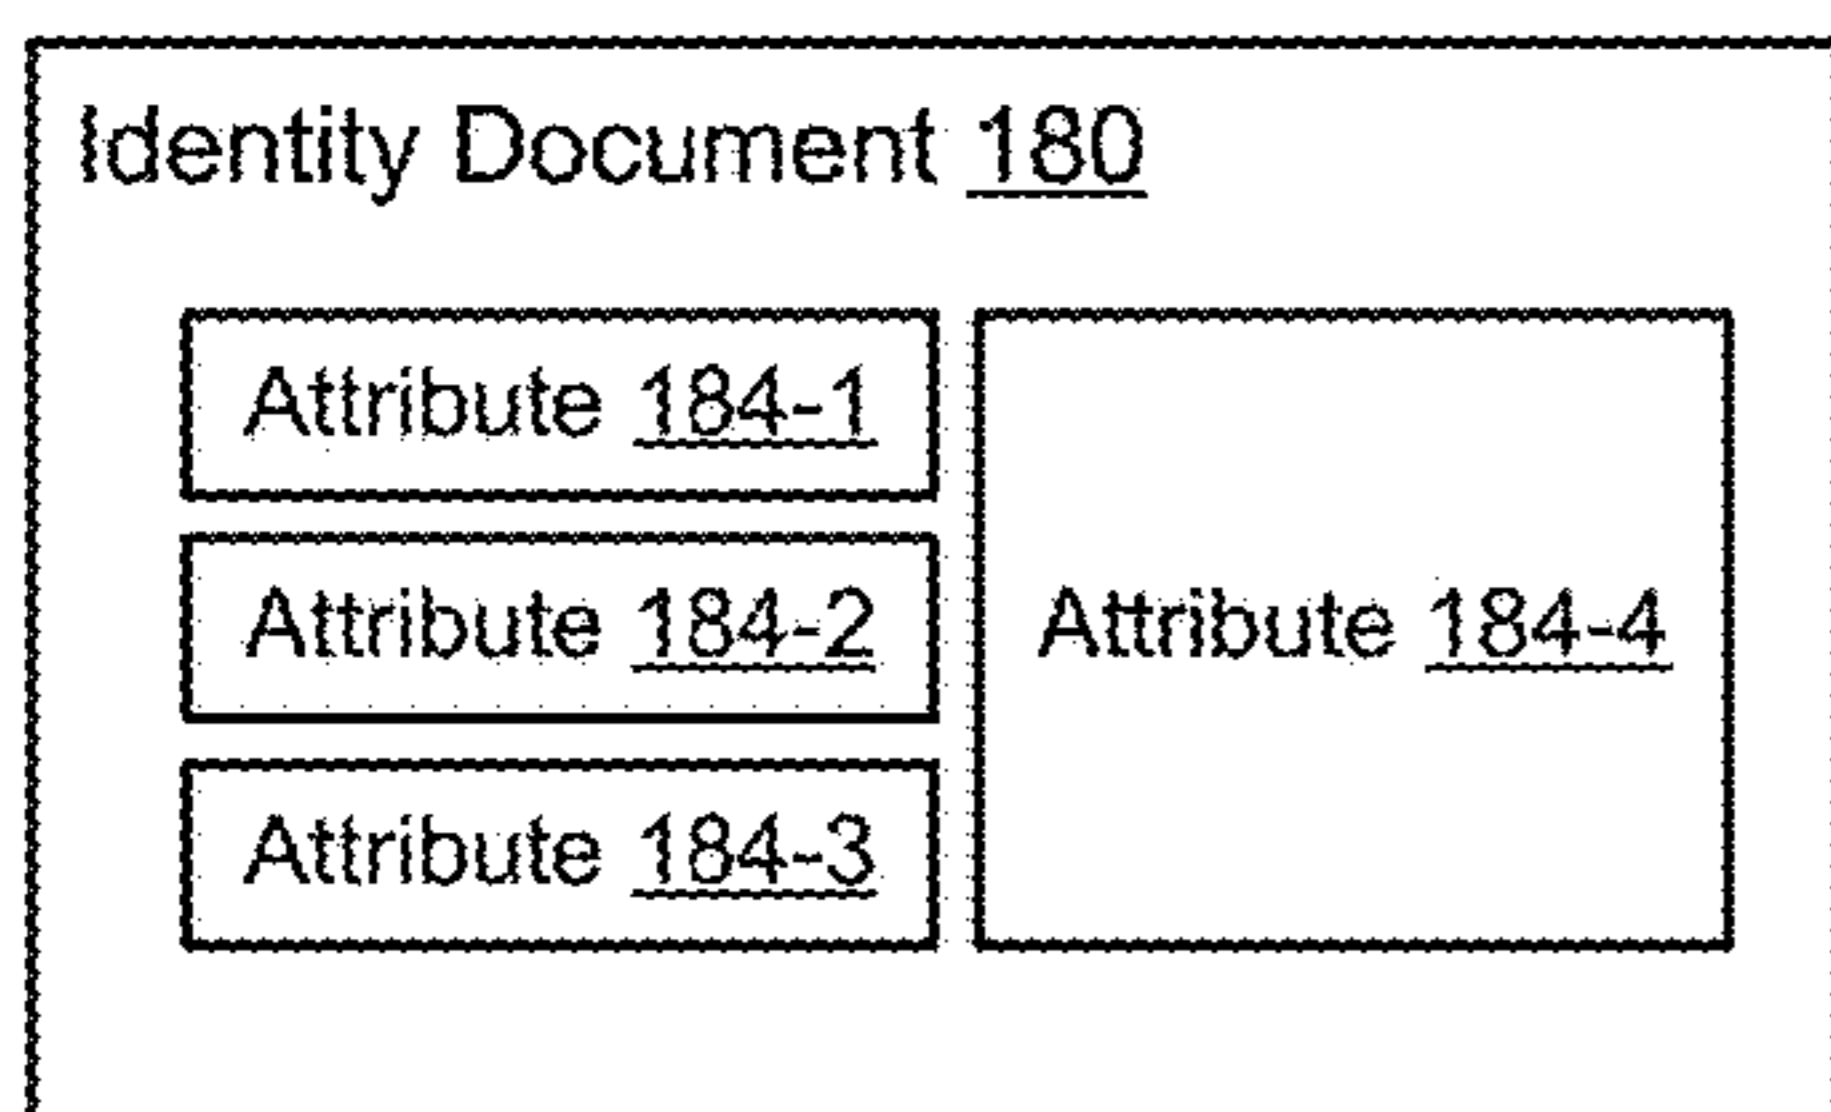 Identity Document 180
Attribute 184-1
Attribute 184-2
Attribute 184-3
Attribute 184-4